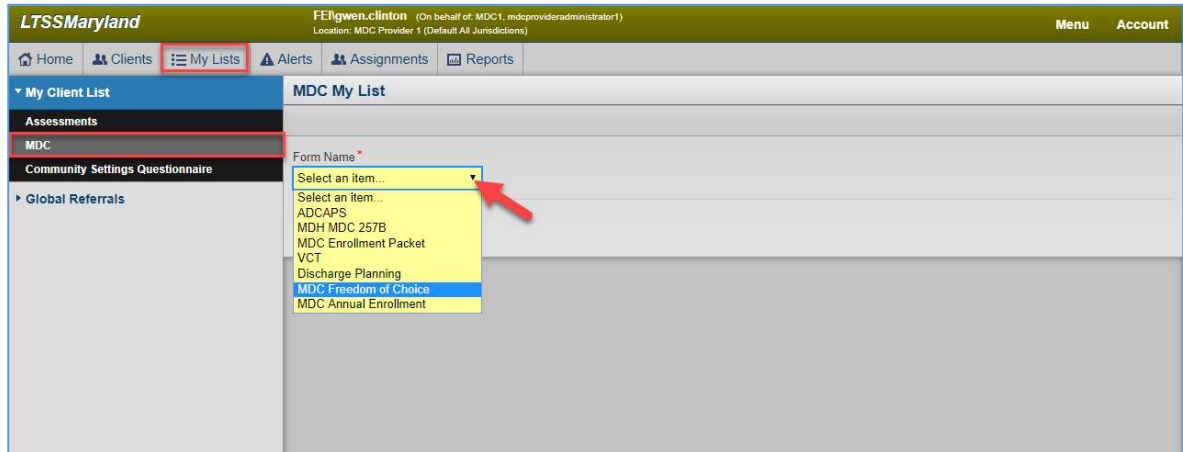 LTSSMaryland
FEI\gwen.clinton (On behalf of: MDC1, mdcprovideradministrator1)
Location: MDC Provider 1 (Default All Jurisdictions)
Menu Account
Home Clients My Lists Alerts Assignments Reports
My Client List
Assessments
MDC
Community Settings Questionnaire
Global Referrals
MDC My List
Form Name*
Select an item...
Select an item...
ADCAPS
MDH MDC 257B
MDC Enrollment Packet
VCT
Discharge Planning
MDC Freedom of Choice
MDC Annual Enrollment